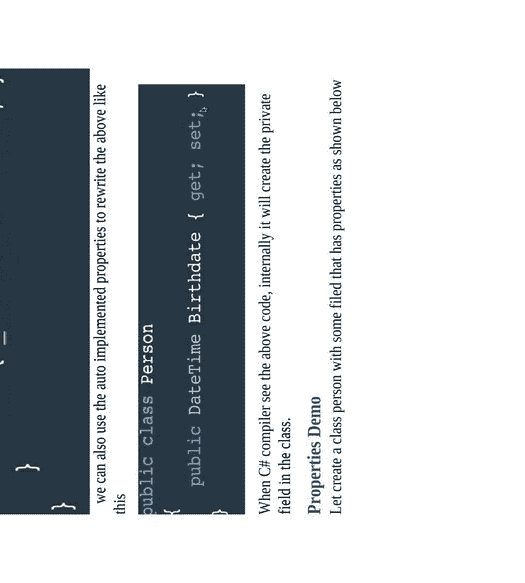 }
}
we can also use the auto implemented properties to rewrite the above like
this
public class Person
{
public DateTime Birthdate { get; set; }
}
When C# compiler see the above code, internally it will create the private
field in the class.
Properties Demo
Let create a class person with some filed that has properties as shown below